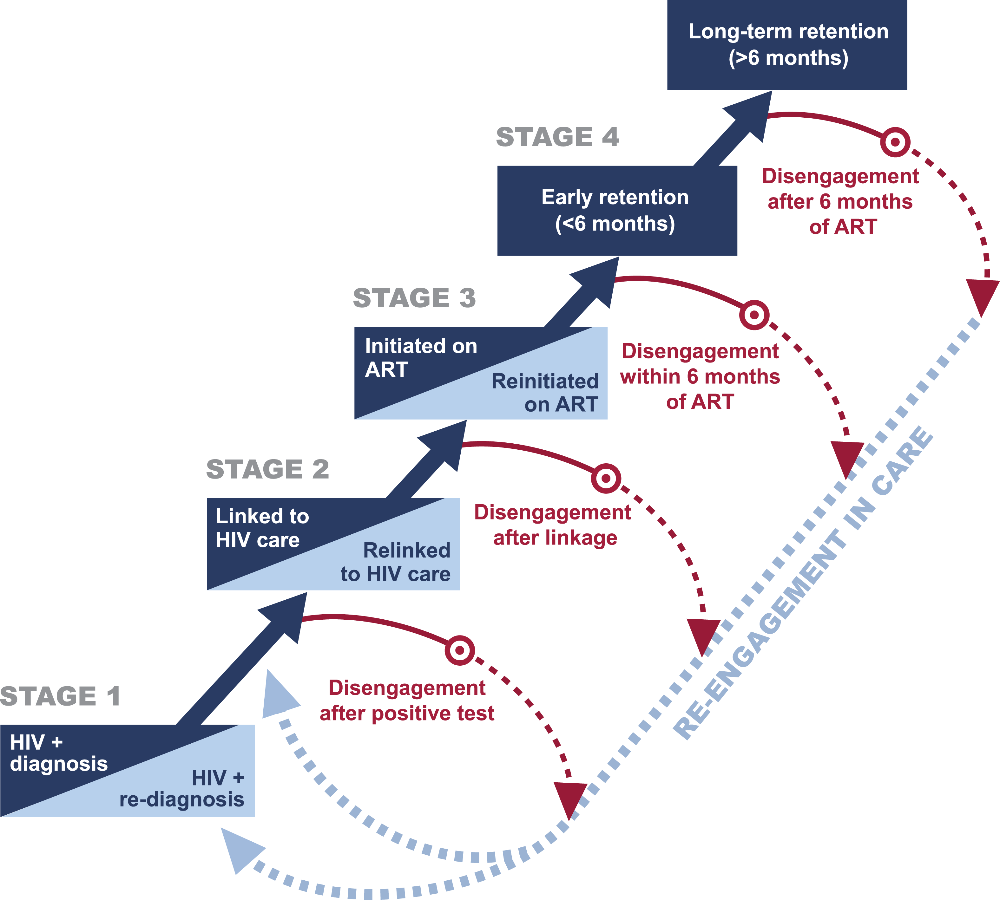 Long-term retention
(>6 months)
STAGE 4
Early retention
(<6 months)
Disengagement
after 6 months
of ART
STAGE 3
Initiated on
ART
Reinitiated
on ART
Disengagement
within 6 months
of ART
STAGE 2
Linked to
HIV care
Relinked
to HIV care
Disengagement
after linkage
RE-ENGAGEMENT IN CARE
STAGE 1
HIV +
diagnosis
HIV +
re-diagnosis
Disengagement
after positive test